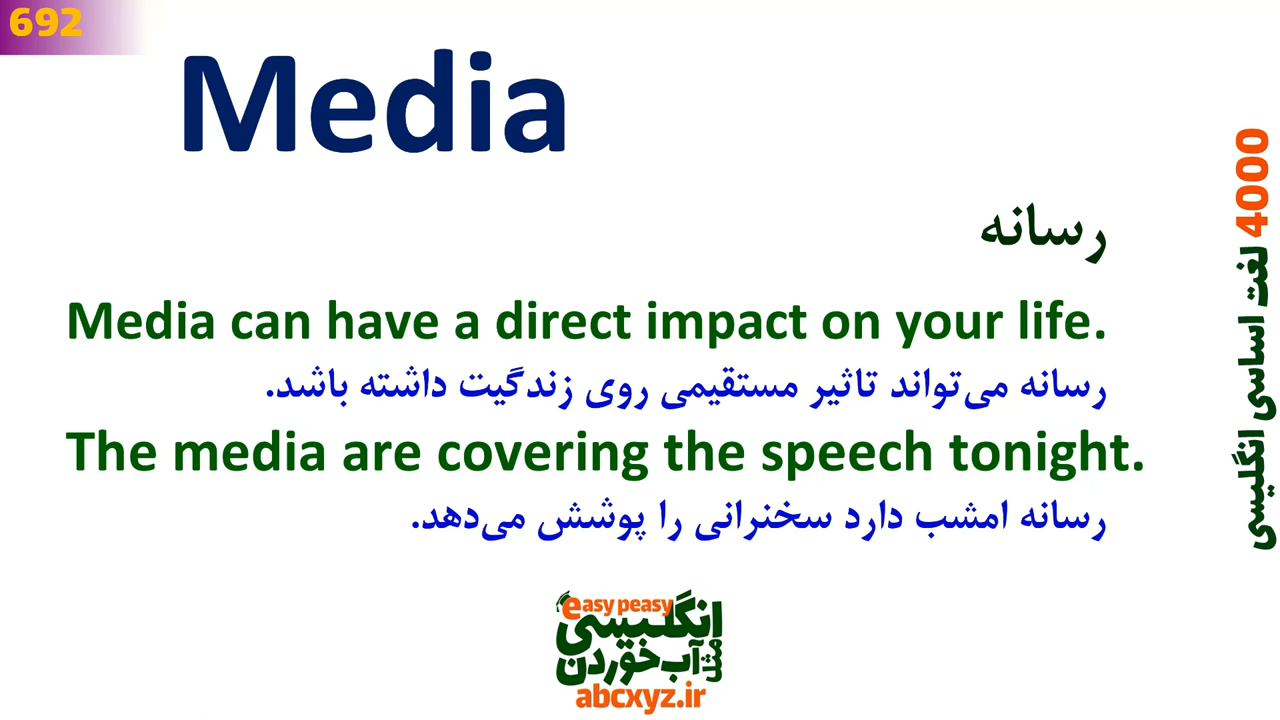 692
Media
رسانه
Media can have a direct impact on your life.
رسانه می‌تواند تاثیر مستقیمی روی زندگیت داشته باشد.
The media are covering the speech tonight.
رسانه امشب دارد سخنرانی را پوشش می‌دهد.
4000 لغت اساسی انگلیسی
easy peasy
انگلیسی
مثل آب خوردن
abcxyz.ir